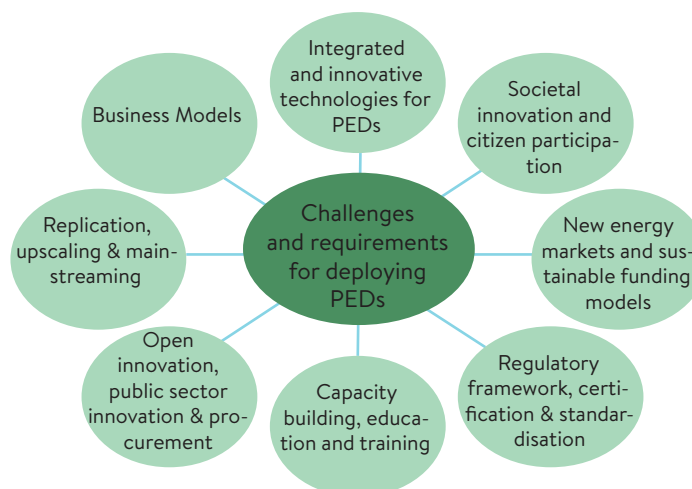 Integrated
and innovative
technologies for
PEDs
Business Models
Societal
innovation and
citizen participa-
tion
Replication,
upscaling & main-
streaming
Challenges
and requirements
for deploying
PEDs
New energy
markets and sus-
tainable funding
models
Open
innovation,
public sector
innovation & pro-
curement
Capacity
building, educa-
tion and training
Regulatory
framework, certi-
fication & standar-
disation